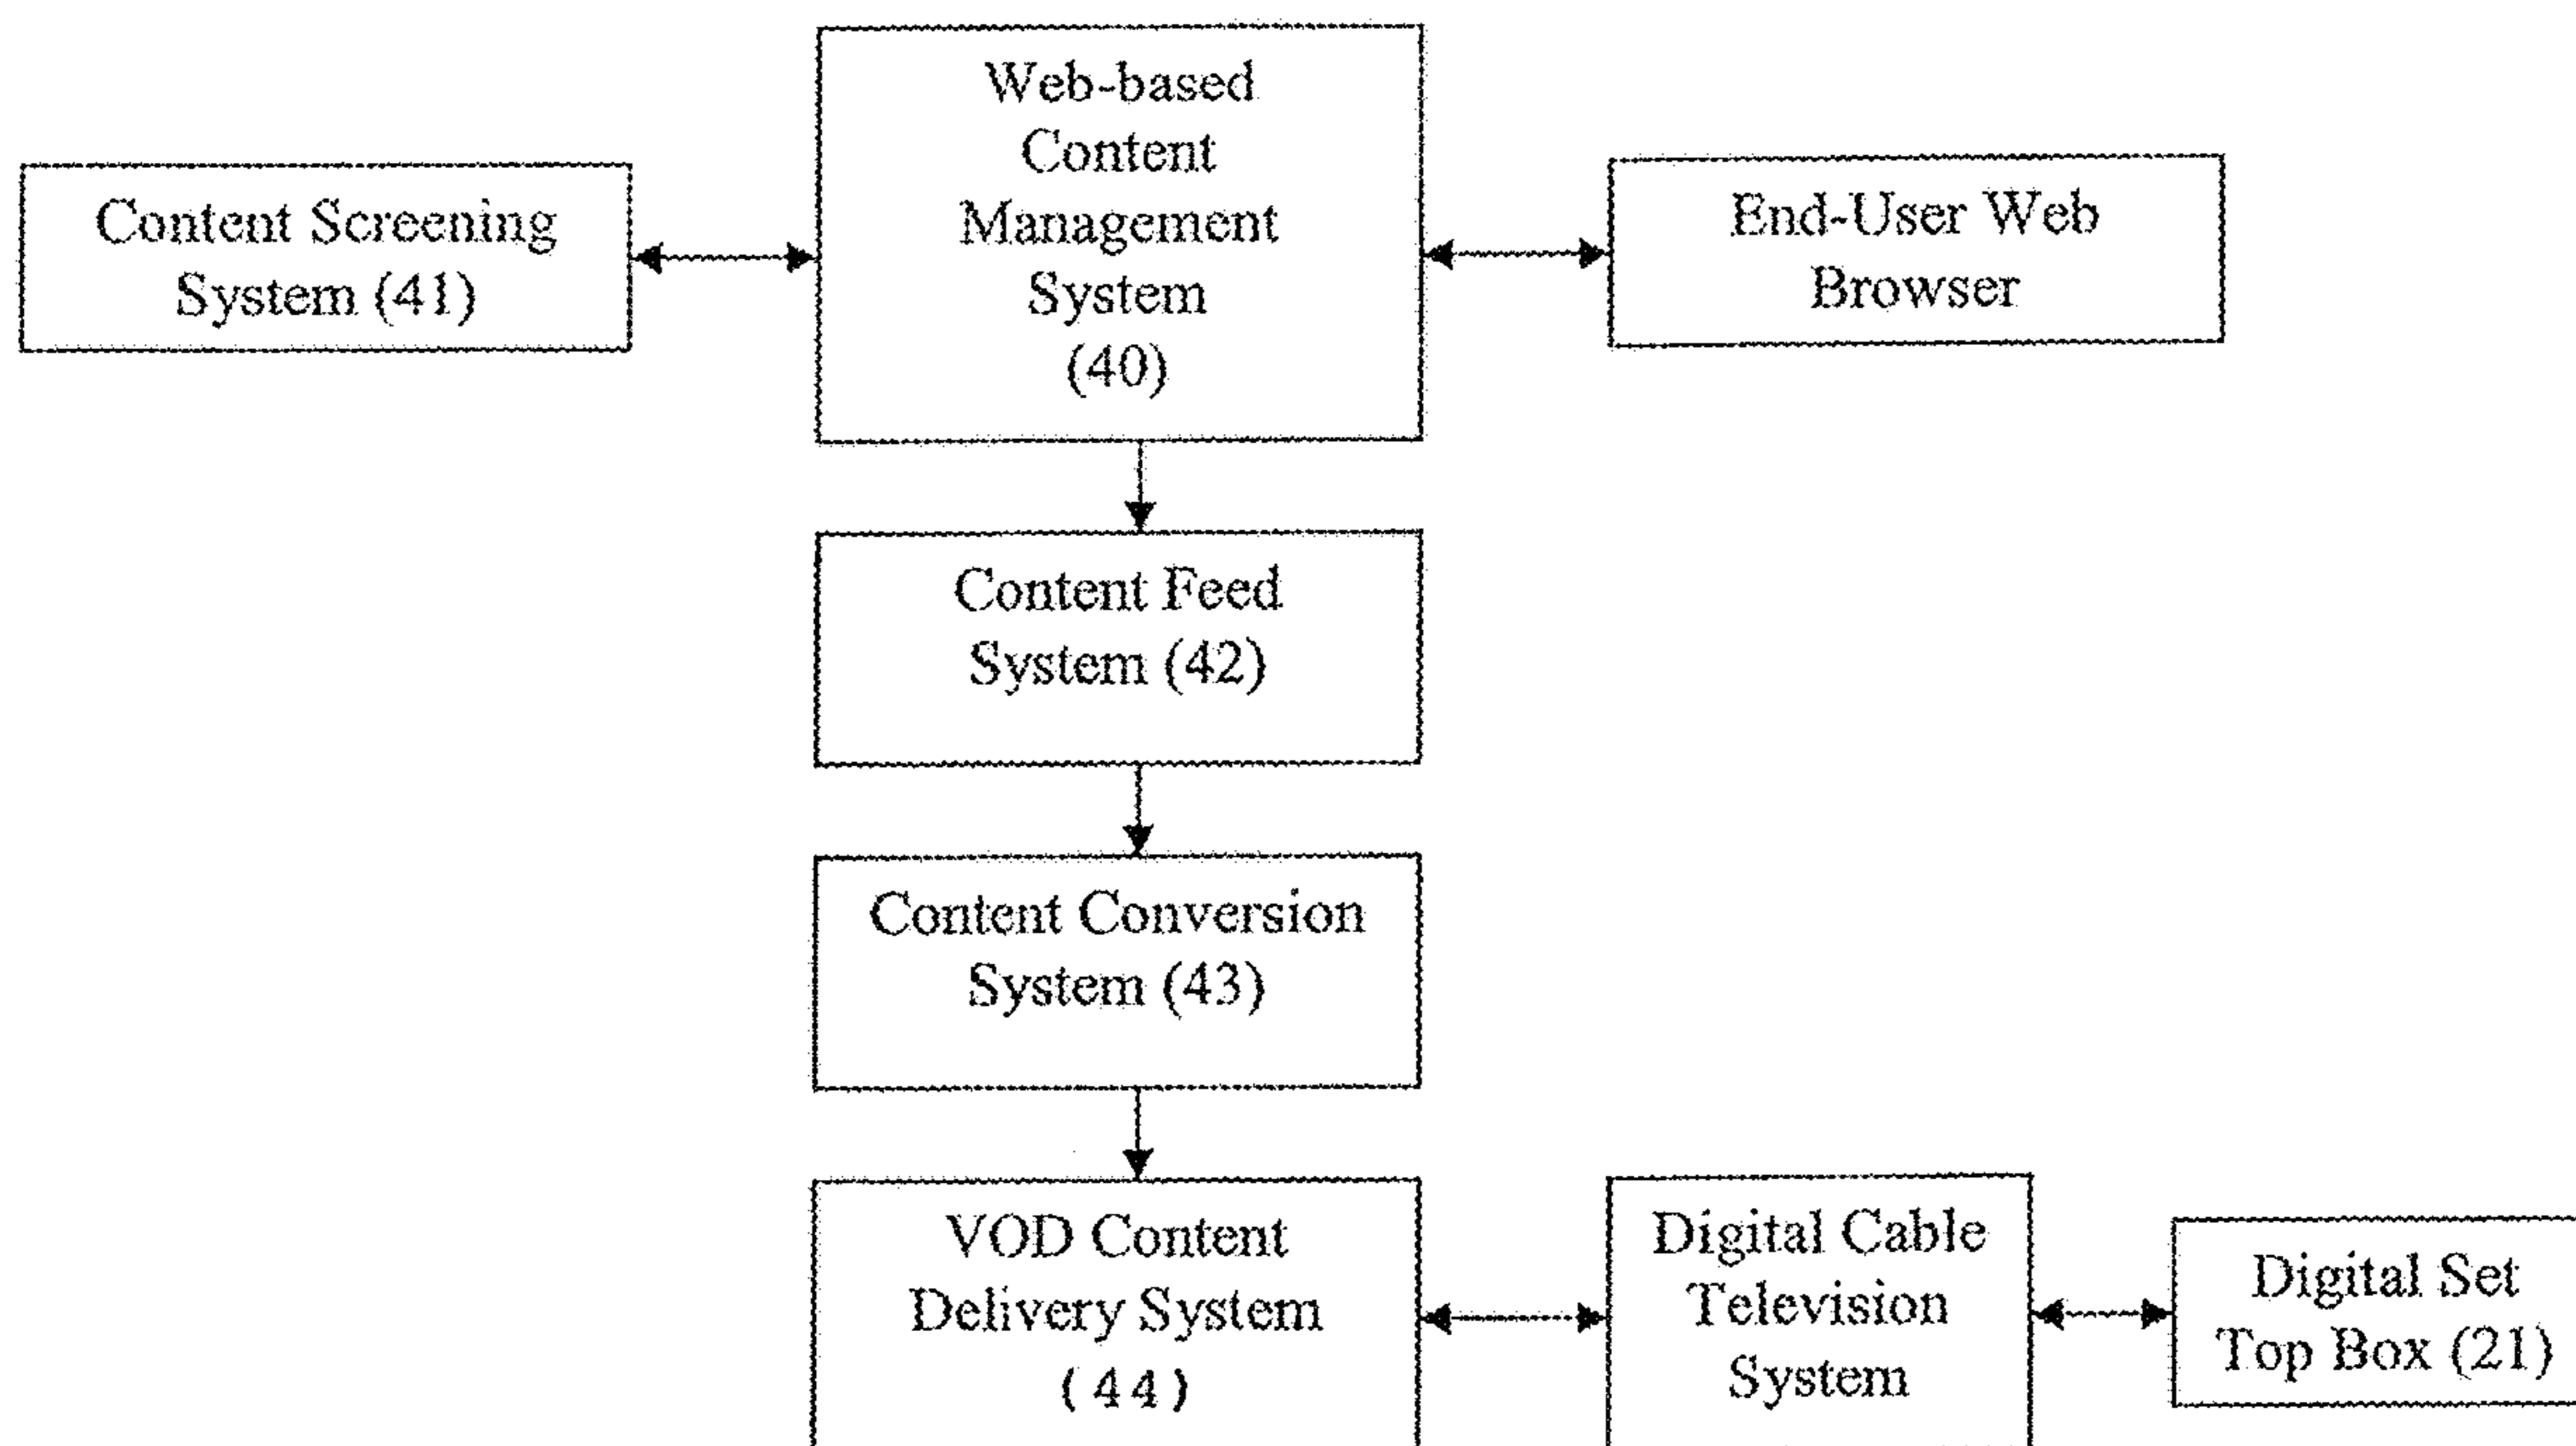 Web-based
Content
Management
System
(40)
Content Screening
System (41)
End-User Web
Browser
Content Feed
System (42)
Content Conversion
System (43)
VOD Content
Delivery System
(44)
Digital Cable
Television
System
Digital Set
Top Box (21)